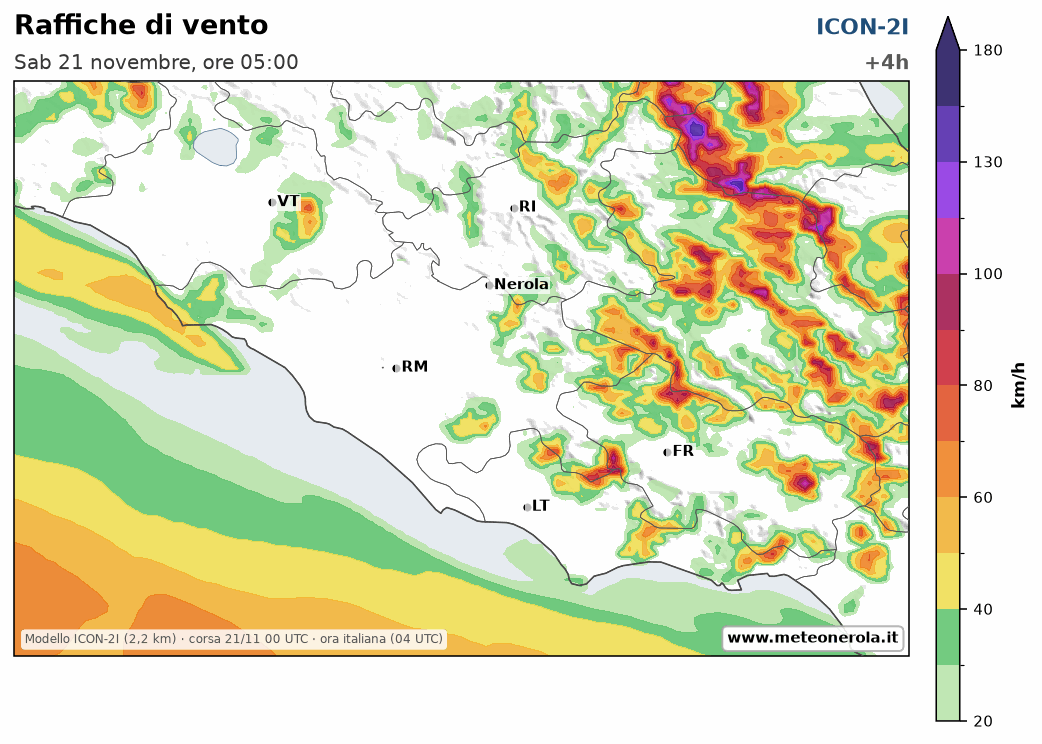 Raffiche di vento
ICON-2I
Sab 21 novembre, ore 05:00
+4h
VT
RI
Nerola
RM
FR
LT
Modello ICON-2I (2,2 km) · corsa 21/11 00 UTC · ora italiana (04 UTC)
www.meteonerola.it
180
130
100
80
60
40
20
km/h